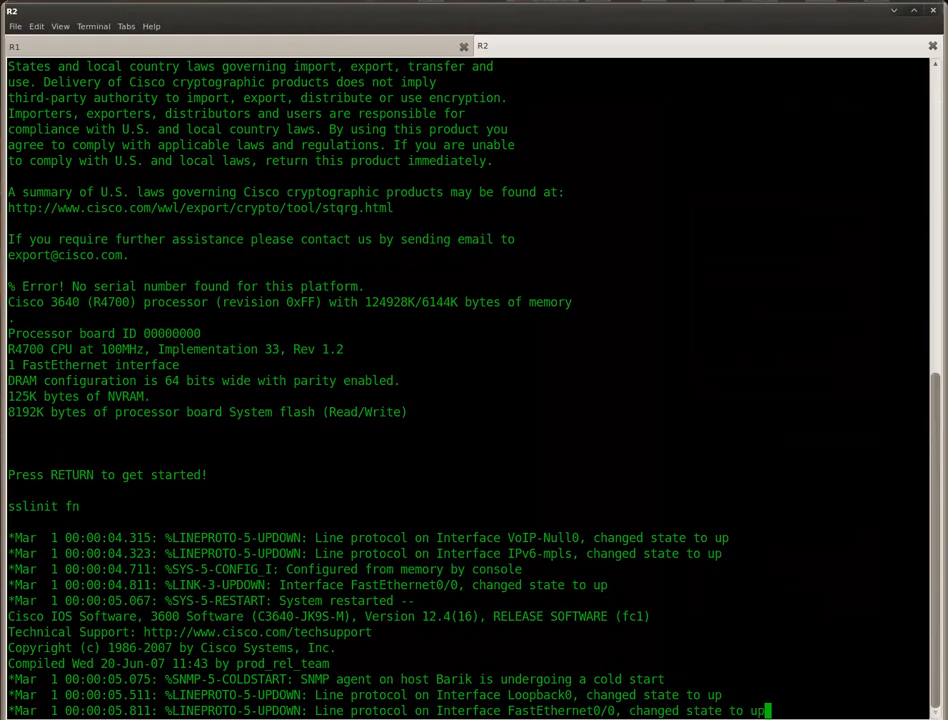 R2
File Edit View Terminal Tabs Help
R1
R2
States and local country laws governing import, export, transfer and
use. Delivery of Cisco cryptographic products does not imply
third-party authority to import, export, distribute or use encryption.
Importers, exporters, distributors and users are responsible for
compliance with U.S. and local country laws. By using this product you
agree to comply with applicable laws and regulations. If you are unable
to comply with U.S. and local laws, return this product immediately.
A summary of U.S. laws governing Cisco cryptographic products may be found at:
http://www.cisco.com/wwl/export/crypto/tool/stqrg.html
If you require further assistance please contact us by sending email to
export@cisco.com.
% Error! No serial number found for this platform.
Cisco 3640 (R4700) processor (revision 0xFF) with 124928K/6144K bytes of memory
.
Processor board ID 00000000
R4700 CPU at 100MHz, Implementation 33, Rev 1.2
1 FastEthernet interface
DRAM configuration is 64 bits wide with parity enabled.
125K bytes of NVRAM.
8192K bytes of processor board System flash (Read/Write)
Press RETURN to get started!
sslinit fn
*Mar  1 00:00:04.315: %LINEPROTO-5-UPDOWN: Line protocol on Interface VoIP-Null0, changed state to up
*Mar  1 00:00:04.323: %LINEPROTO-5-UPDOWN: Line protocol on Interface IPv6-mpls, changed state to up
*Mar  1 00:00:04.711: %SYS-5-CONFIG_I: Configured from memory by console
*Mar  1 00:00:04.811: %LINK-3-UPDOWN: Interface FastEthernet0/0, changed state to up
*Mar  1 00:00:05.067: %SYS-5-RESTART: System restarted --
Cisco IOS Software, 3600 Software (C3640-JK9S-M), Version 12.4(16), RELEASE SOFTWARE (fc1)
Technical Support: http://www.cisco.com/techsupport
Copyright (c) 1986-2007 by Cisco Systems, Inc.
Compiled Wed 20-Jun-07 11:43 by prod_rel_team
*Mar  1 00:00:05.075: %SNMP-5-COLDSTART: SNMP agent on host Barik is undergoing a cold start
*Mar  1 00:00:05.511: %LINEPROTO-5-UPDOWN: Line protocol on Interface Loopback0, changed state to up
*Mar  1 00:00:05.811: %LINEPROTO-5-UPDOWN: Line protocol on Interface FastEthernet0/0, changed state to up